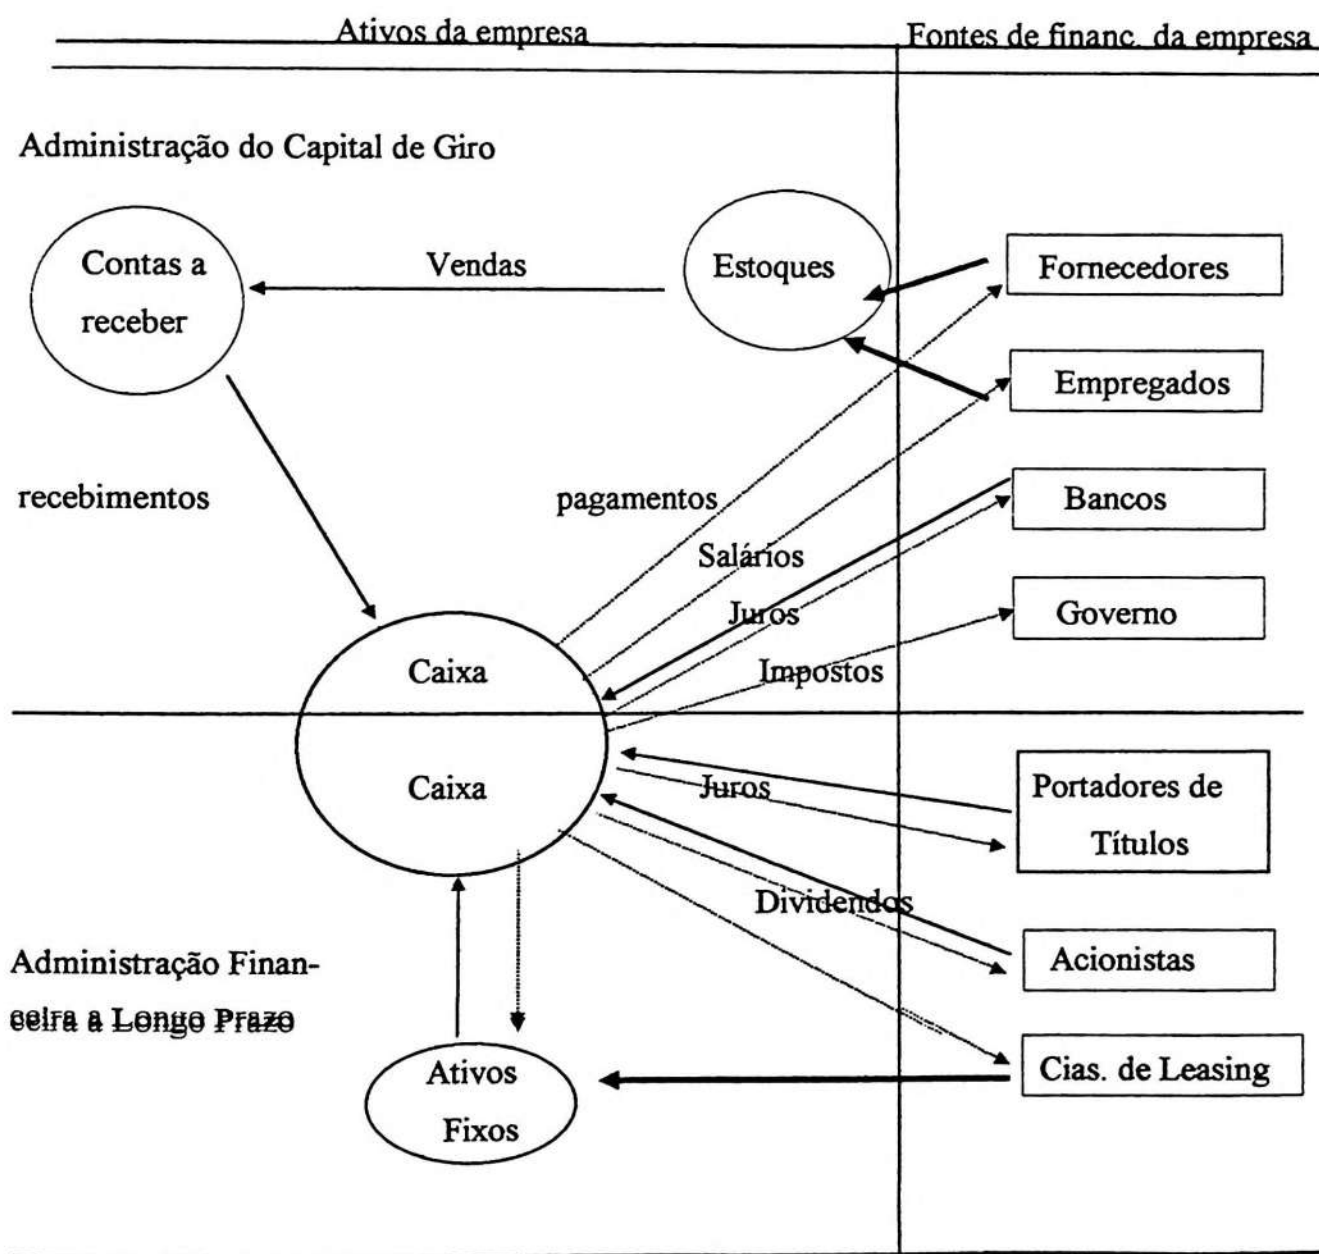 Ativos da empresa
Fontes de financ. da empresa
Administração do Capital de Giro
Contas a
receber
Vendas
Estoques
Fornecedores
Empregados
recebimentos
pagamentos
Bancos
Salários
Juros
Governo
Impostos
Caixa
Caixa
Juros
Portadores de
Títulos
Dividendos
Acionistas
Administração Finan-
ceira a Longo Prazo
Cias. de Leasing
Ativos
Fixos